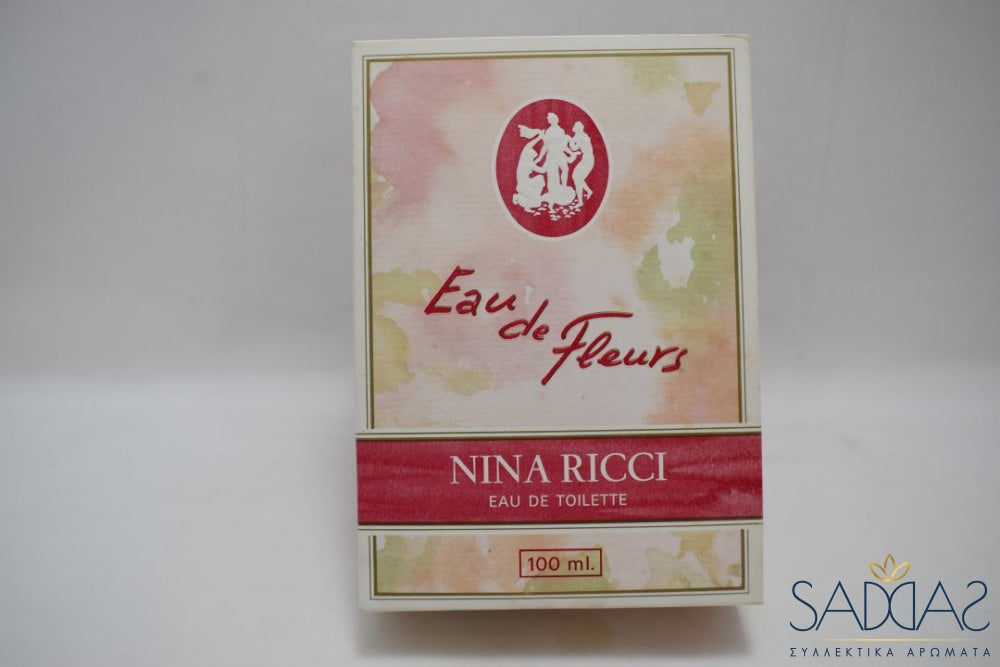 Eau de Fleurs
NINA RICCI
EAU DE TOILETTE
100 ml.
SADDAS
ΣΥΛΛΕΚΤΙΚΑ ΑΡΩΜΑΤΑ